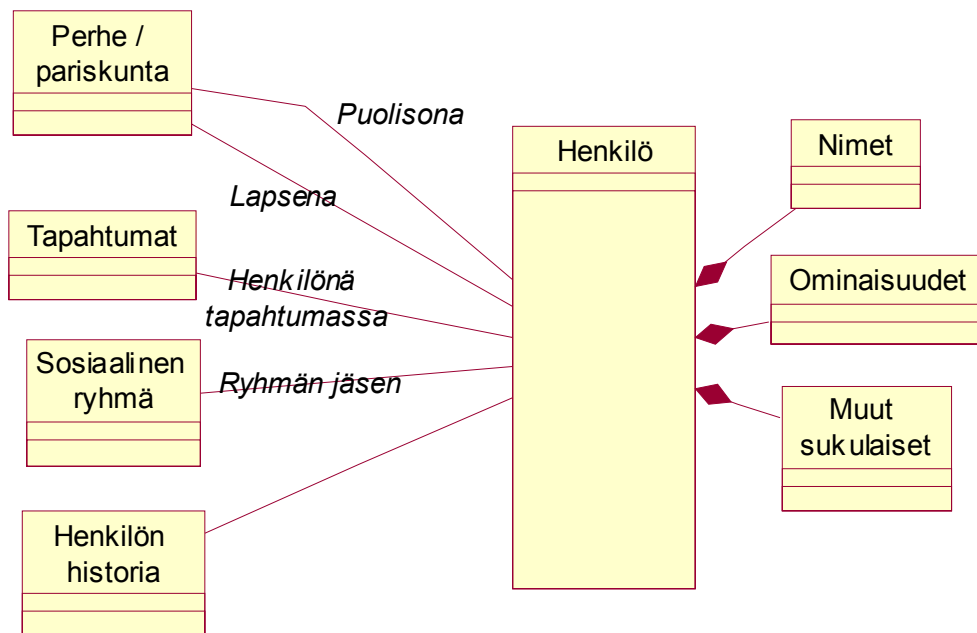 Perhe /
pariskunta
Puolisona
Lapsena
Tapahtumat
Henkilönä
tapahtumassa
Sosiaalinen
ryhmä
Ryhmän jäsen
Henkilön
historia
Henkilö
Nimet
Ominaisuudet
Muut
sukulaiset